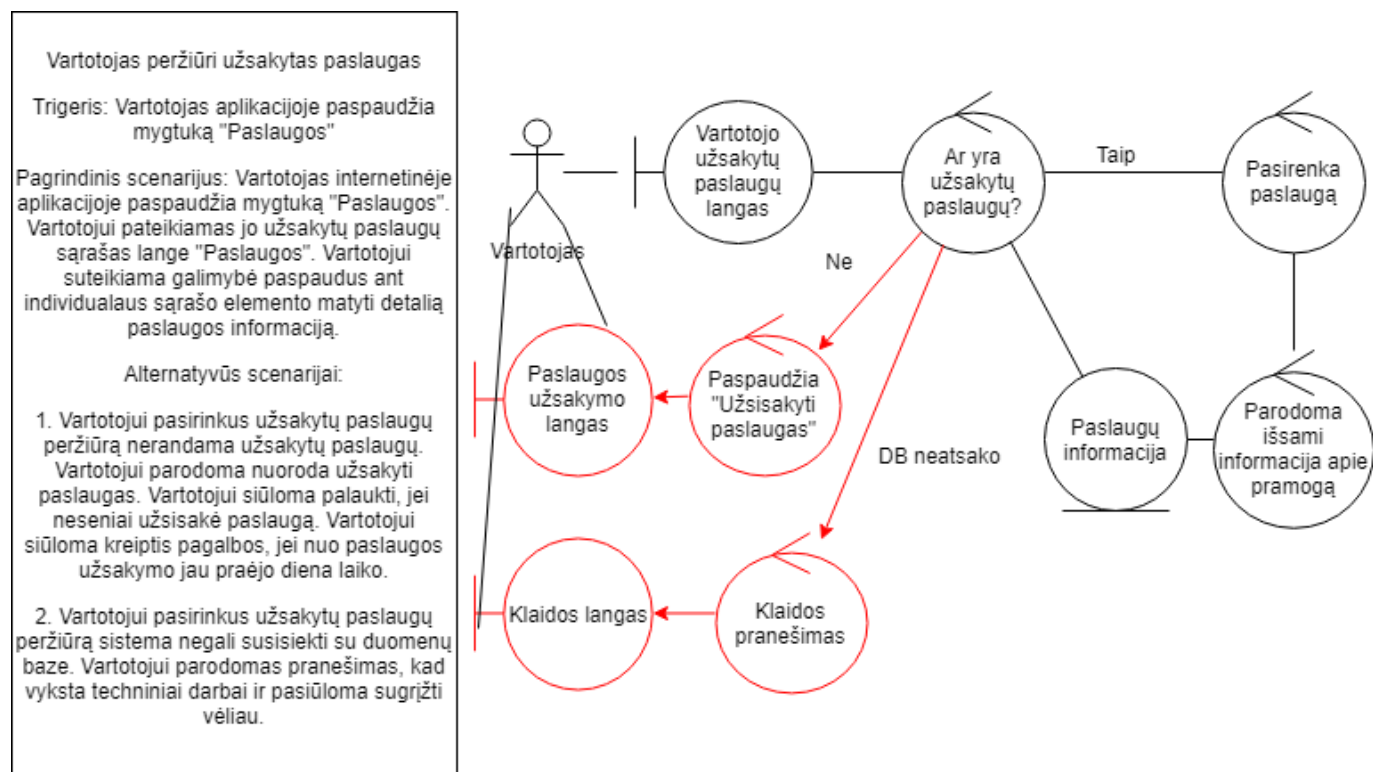 Vartotojas peržiūri užsakytas paslaugas
Trigeris: Vartotojas aplikacijoje paspaudžia
mygtuką "Paslaugos"
Pagrindinis scenarijus: Vartotojas internetinėje
aplikacijoje paspaudžia mygtuką "Paslaugos".
Vartotojui pateikiamas jo užsakytų paslaugų
sąrašas lange "Paslaugos". Vartotojui
suteikiama galimybė paspaudus ant
individualaus sąrašo elemento matyti detalią
paslaugos informaciją.
Alternatyvūs scenarijai:
1. Vartotojui pasirinkus užsakytų paslaugų
peržiūrą nerandama užsakytų paslaugų.
Vartotojui parodoma nuoroda užsakyti
paslaugas. Vartotojui siūloma palaukti, jei
neseniai užsisakė paslaugą. Vartotojui
siūloma kreiptis pagalbos, jei nuo paslaugos
užsakymo jau praėjo diena laiko.
2. Vartotojui pasirinkus užsakytų paslaugų
peržiūrą sistema negali susisiekti su duomenų
baze. Vartotojui parodomas pranešimas, kad
vyksta techniniai darbai ir pasiūloma sugrįžti
vėliau.
Vartotojas
Vartotojo
užsakytų
paslaugų
langas
Ar yra
užsakytų
paslaugų?
Taip
Pasirenka
paslaugą
Ne
Paslaugos
užsakymo
langas
Paspaudžia
"Užsisakyti
paslaugas"
DB neatsako
Paslaugų
informacija
Parodoma
išsami
informacija apie
pramogą
Klaidos langas
Klaidos
pranešimas